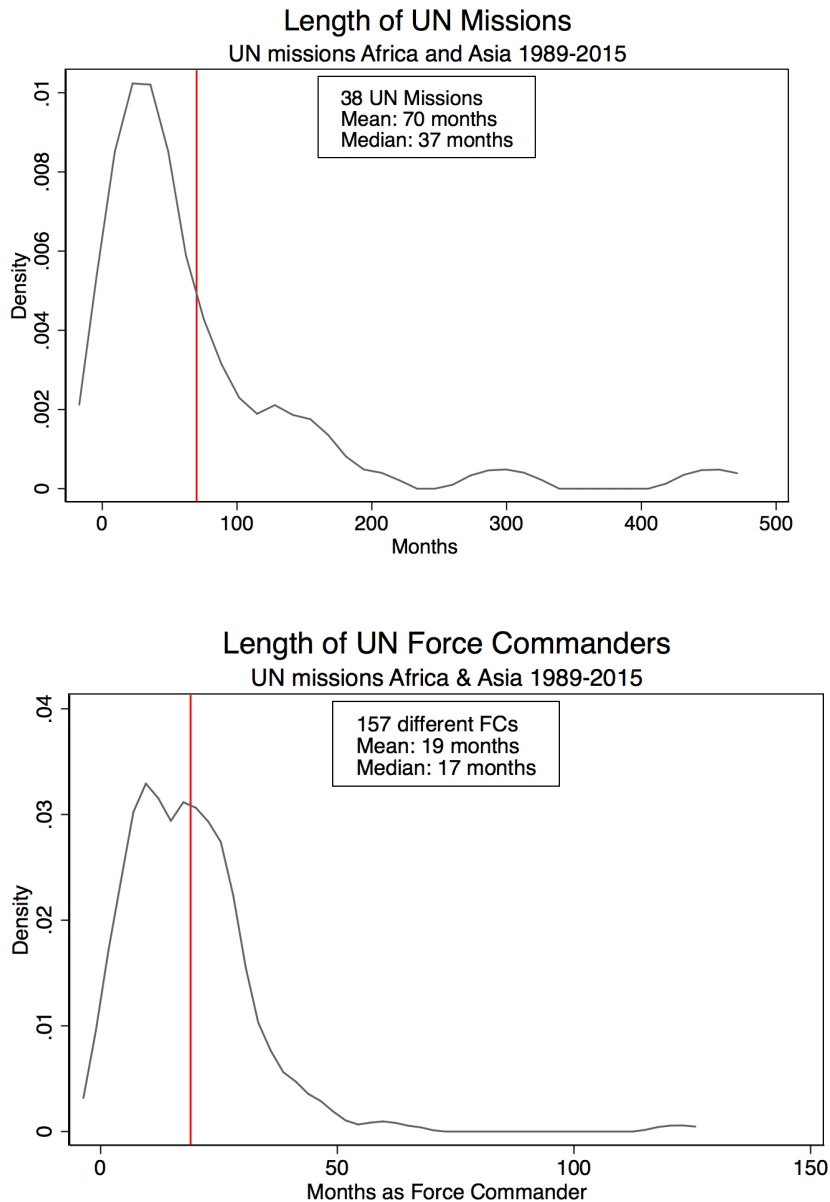 Length of UN Missions
UN missions Africa and Asia 1989-2015
38 UN Missions
Mean: 70 months
Median: 37 months
Density
.01
.008
.006
.004
.002
0
0 100 200 300 400 500
Months
Length of UN Force Commanders
UN missions Africa & Asia 1989-2015
157 different FCs
Mean: 19 months
Median: 17 months
Density
.04
.03
.02
.01
0
0 50 100 150
Months as Force Commander